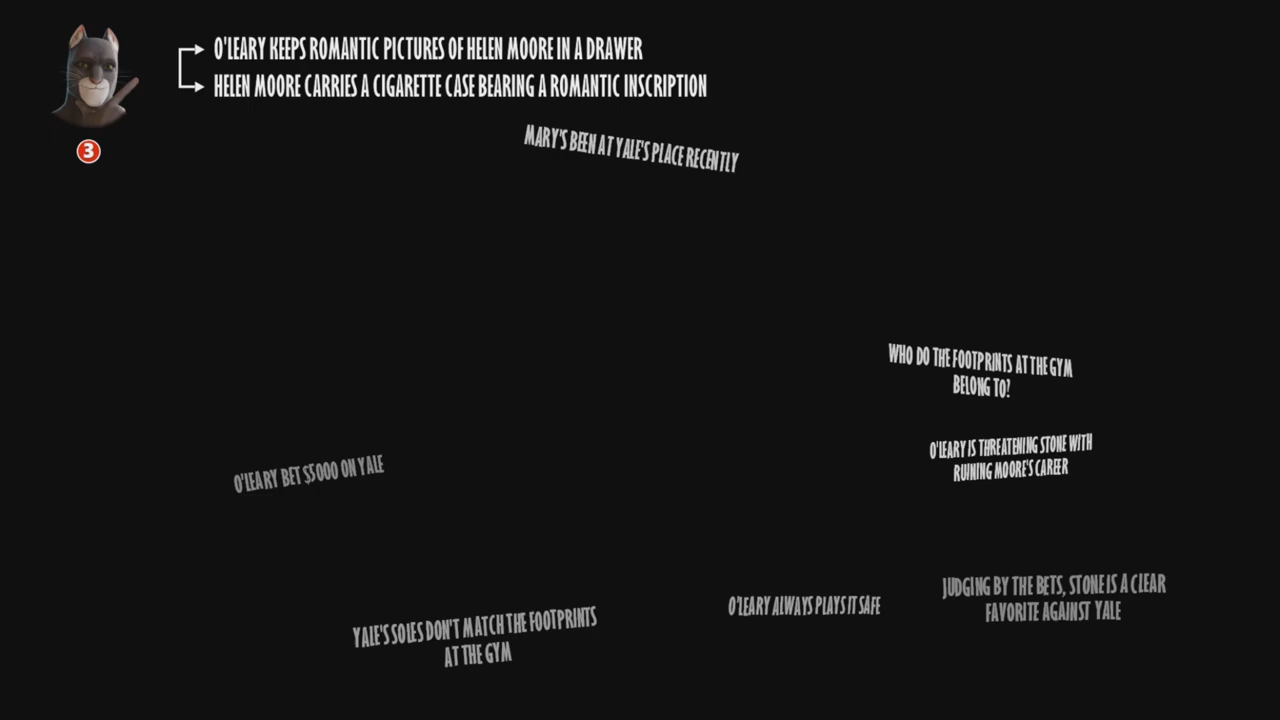 O'LEARY KEEPS ROMANTIC PICTURES OF HELEN MOORE IN A DRAWER
HELEN MOORE CARRIES A CIGARETTE CASE BEARING A ROMANTIC INSCRIPTION
3
MARY'S BEEN AT YALE'S PLACE RECENTLY
WHO DO THE FOOTPRINTS AT THE GYM
BELONG TO?
O'LEARY IS THREATENING STONE WITH
RUINING MOORE'S CAREER
O'LEARY BET $5000 ON YALE
JUDGING BY THE BETS, STONE IS A CLEAR
FAVORITE AGAINST YALE
O'LEARY ALWAYS PLAYS IT SAFE
YALE'S SOLES DON'T MATCH THE FOOTPRINTS
AT THE GYM